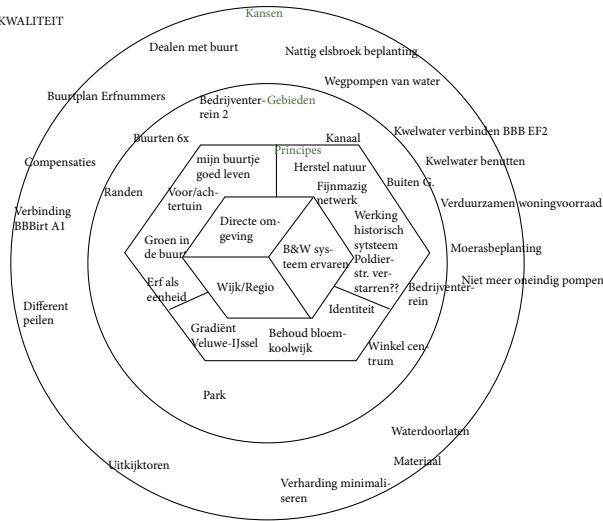 KWALITEIT
Kansen
Dealen met buurt
Nattig elsbroek beplanting
Wegpompen van water
Buurtplan Erfnummers
Bedrijventer-
rein 2
Gebieden
Buurten 6x
Kanaal
Kwelwater verbinden BBB EF2
Compensaties
Principes
Kwelwater benutten
mijn buurtje
goed leven
Herstel natuur
Randen
Voor/ach-
tertuin
Fijnmazig
netwerk
Buiten G.
Verduurzamen woningvoorraad
Verbinding
BBBirt A1
Directe om-
geving
Werking
historisch
sytsteem
Groen in
de buurt
B&W sys-
teem ervaren
Poldier-
str. ver-
starren??
Moerasbeplanting
Niet meer oneindig pompen
Erf als
eenheid
Wijk/Regio
Bedrijventer-
rein
Different
peilen
Identiteit
Gradiënt
Veluwe-IJssel
Behoud bloem-
koolwijk
Winkel cen-
trum
Park
Waterdoorlaten
Uitkijktoren
Materiaal
Verharding minimali-
seren